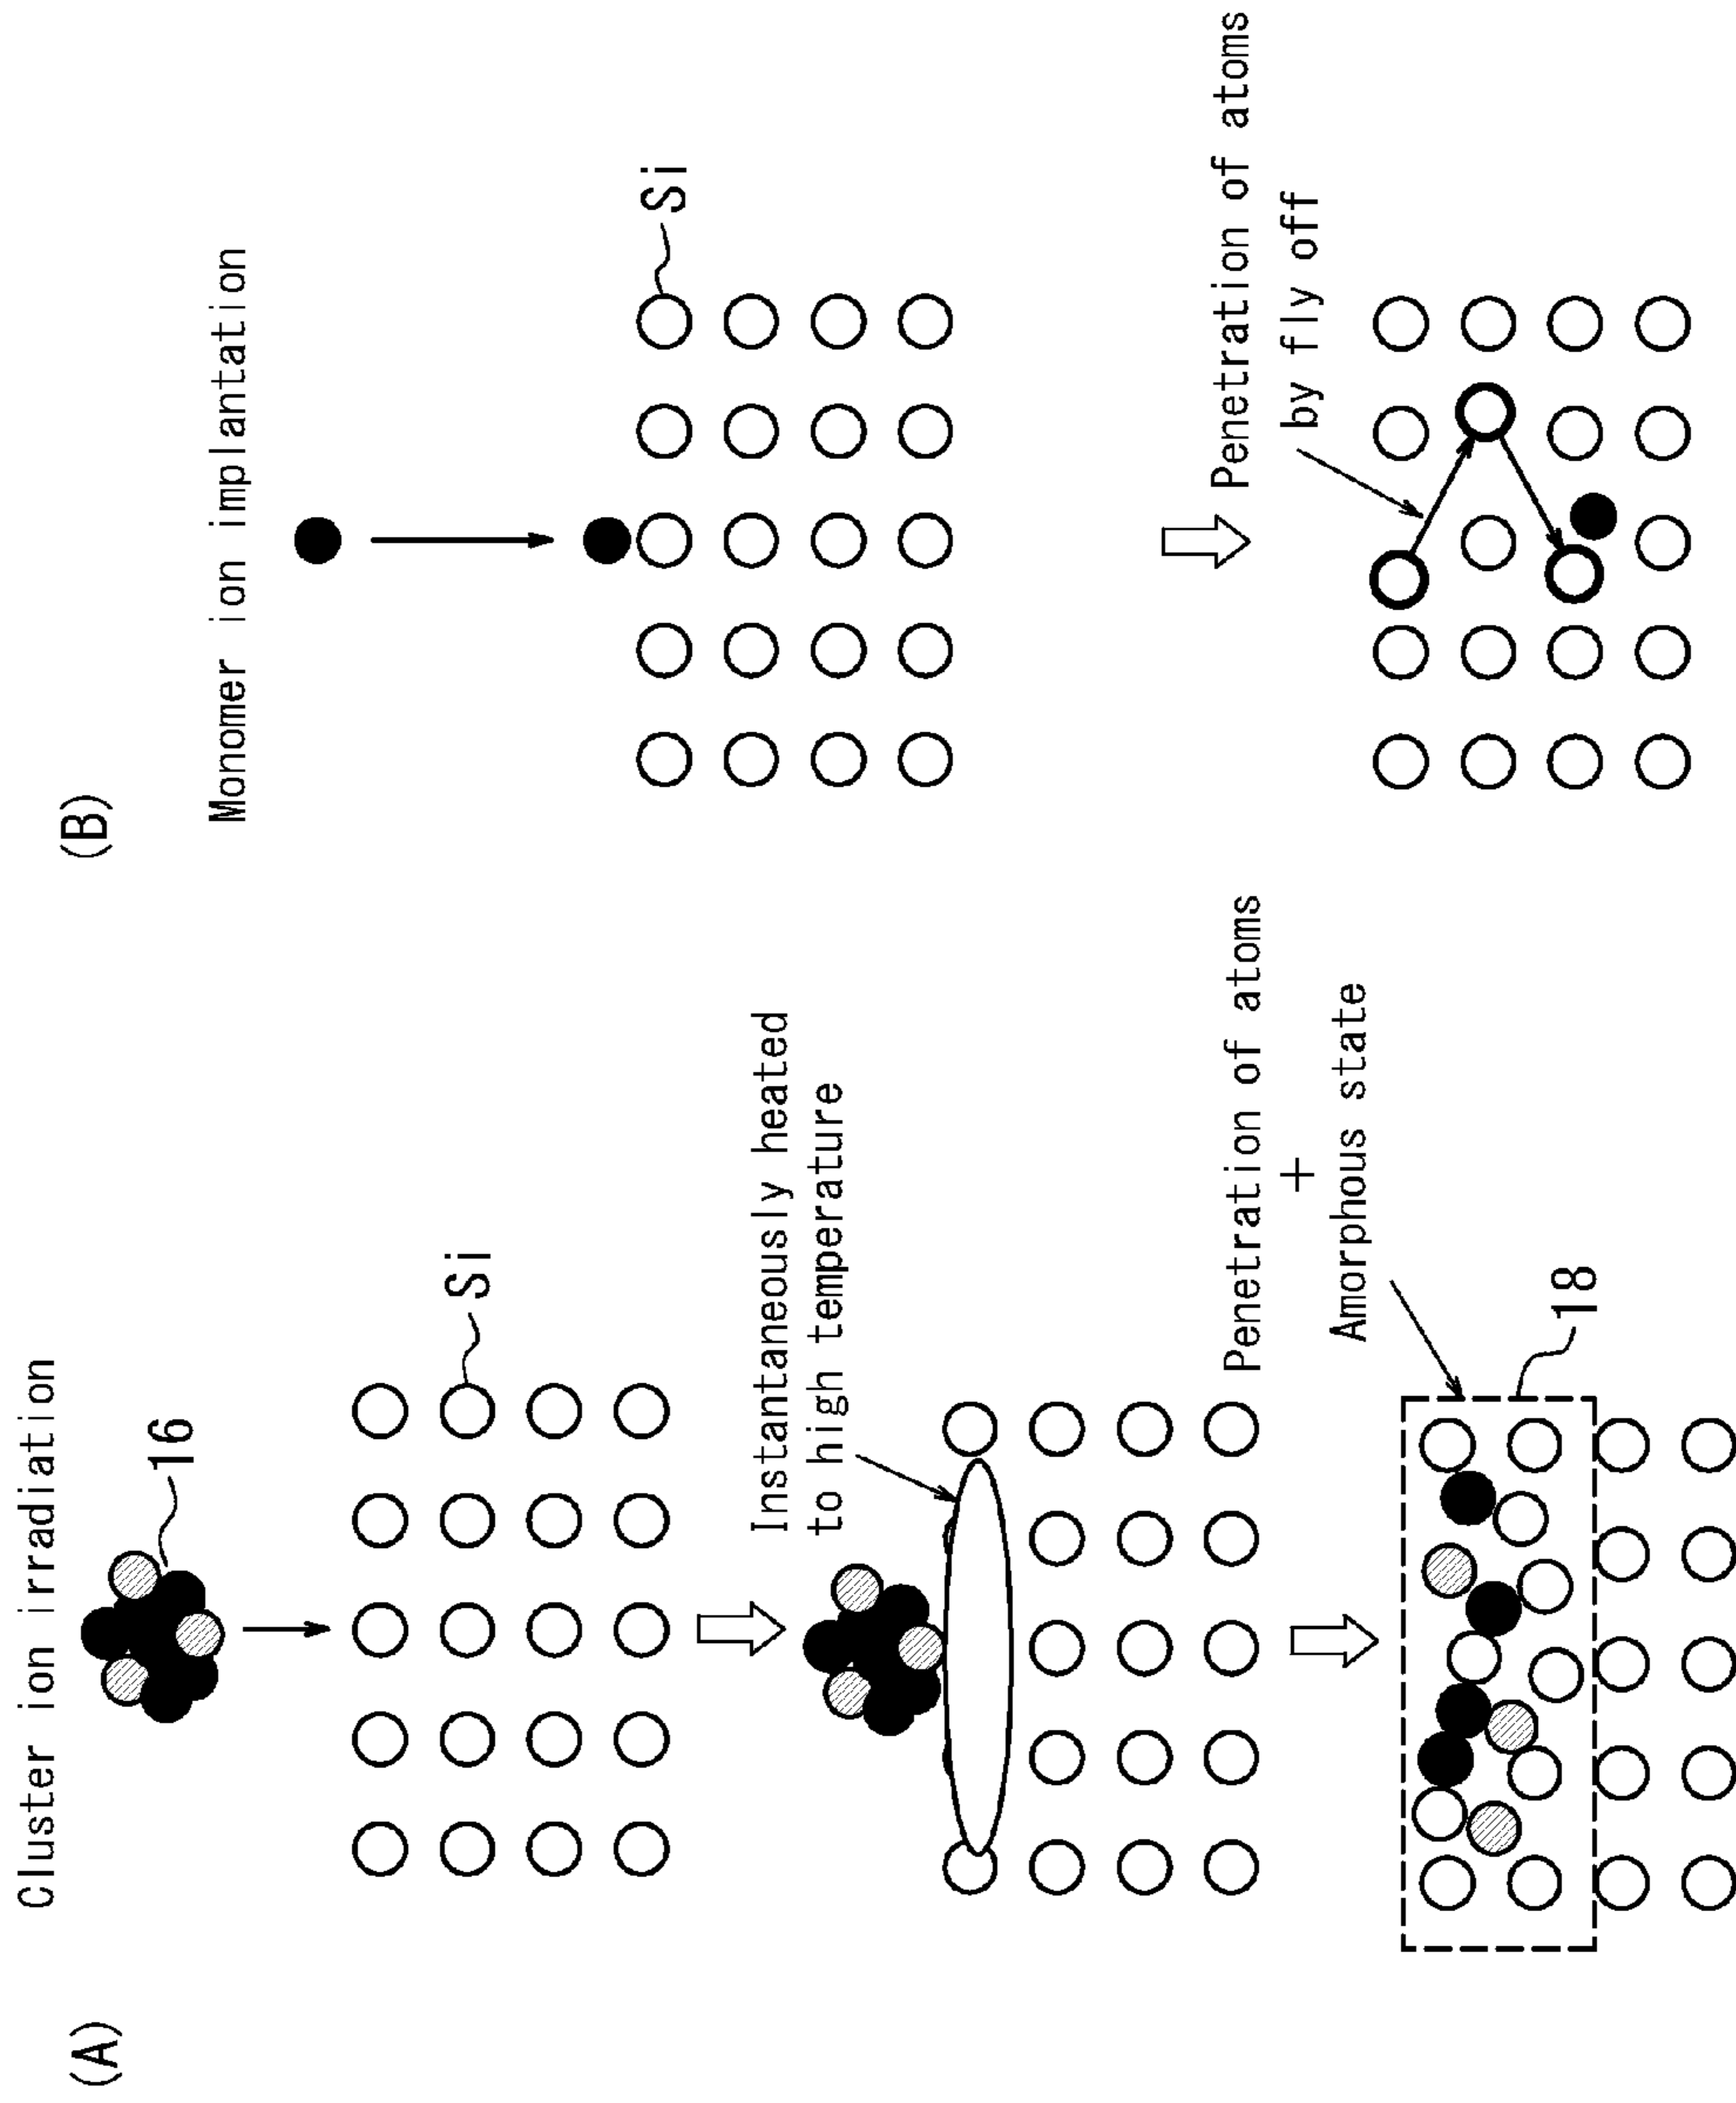 (A)
Cluster ion irradiation
16
Si
Instantaneously heated
to high temperature
Penetration of atoms
+
Amorphous state
18
(B)
Monomer ion implantation
Si
Penetration of atoms
by fly off